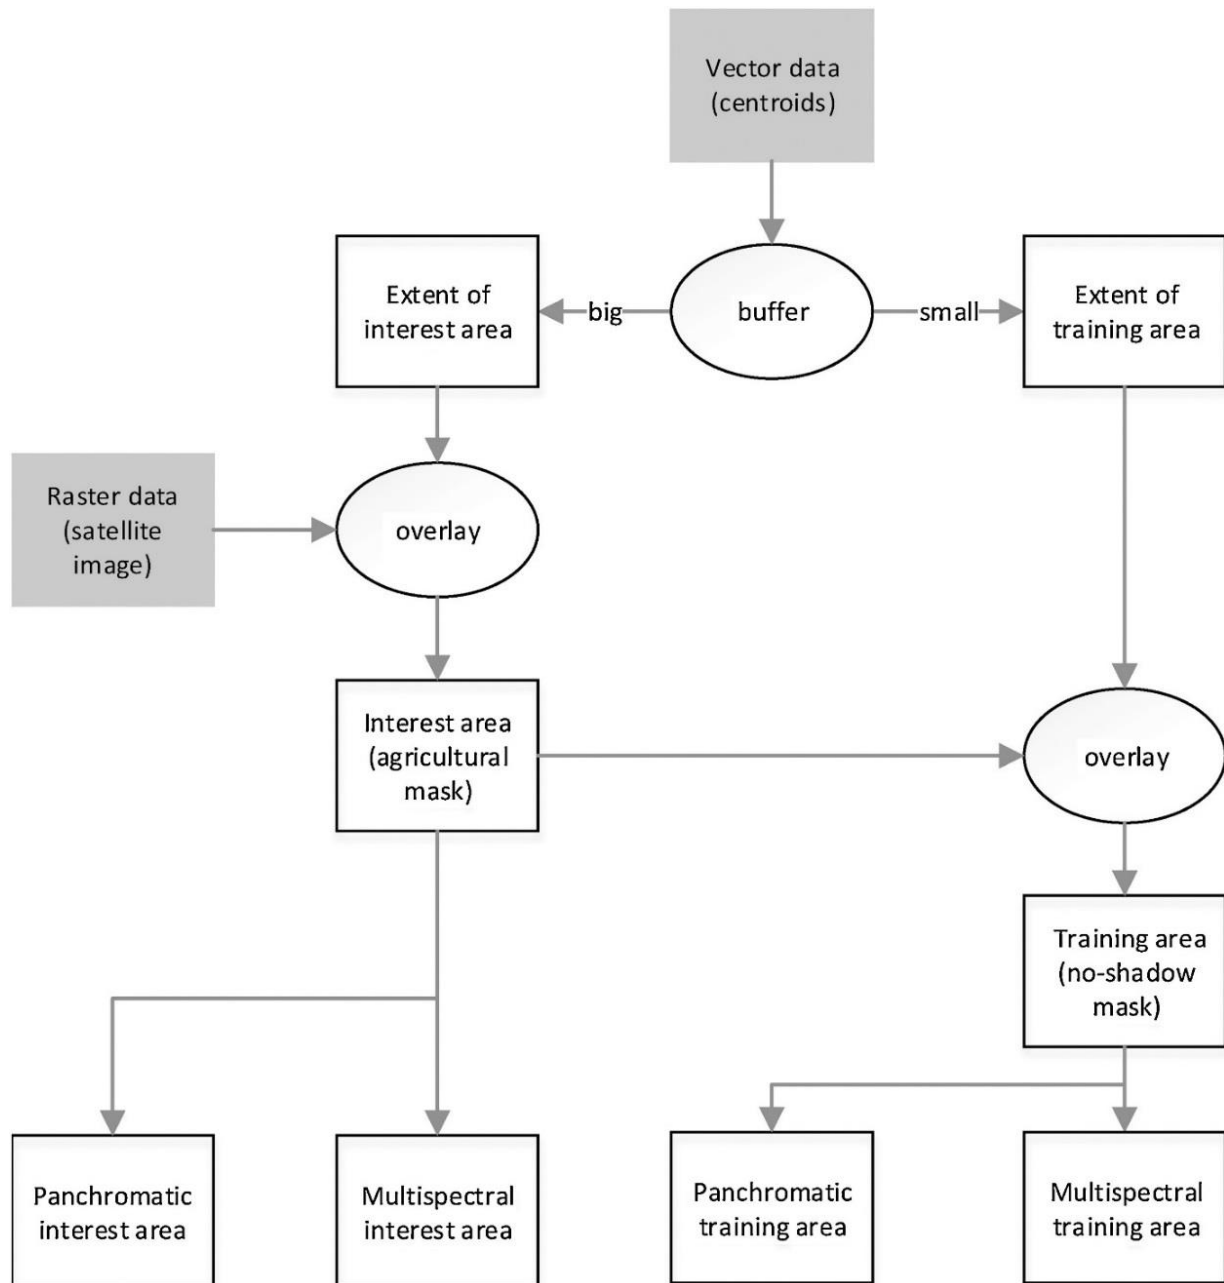 Vector data
(centroids)
Extent of
interest area
big
buffer
small
Extent of
training area
Raster data
(satellite
image)
overlay
Interest area
(agricultural
mask)
overlay
Training area
(no-shadow
mask)
Panchromatic
interest area
Multispectral
interest area
Panchromatic
training area
Multispectral
training area